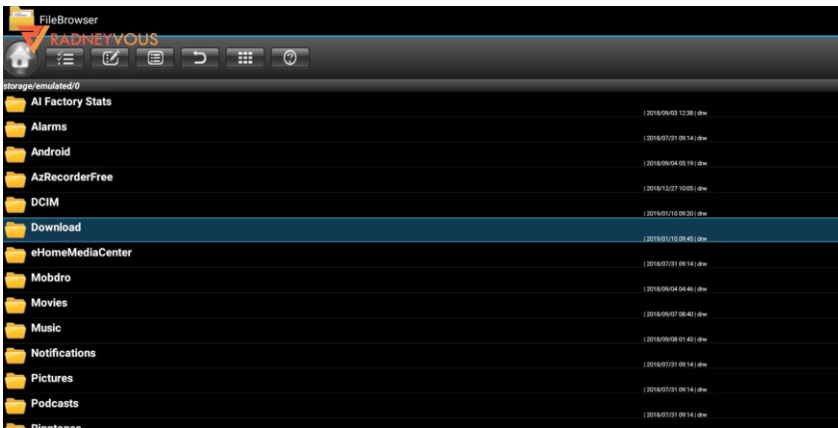 FileBrowser
RADNEYVOUS
storage/emulated/0
AI Factory Stats
| 2018/09/03 12:38 | drw
Alarms
| 2018/07/31 09:14 | drw
Android
| 2018/09/04 05:19 | drw
AzRecorderFree
| 2018/12/27 10:05 | drw
DCIM
| 2019/01/10 09:20 | drw
Download
| 2019/01/10 09:45 | drw
eHomeMediaCenter
| 2018/07/31 09:14 | drw
Mobdro
| 2018/09/04 04:46 | drw
Movies
| 2018/09/07 08:40 | drw
Music
| 2018/09/08 01:43 | drw
Notifications
| 2018/07/31 09:14 | drw
Pictures
| 2018/07/31 09:14 | drw
Podcasts
| 2018/07/31 09:14 | drw